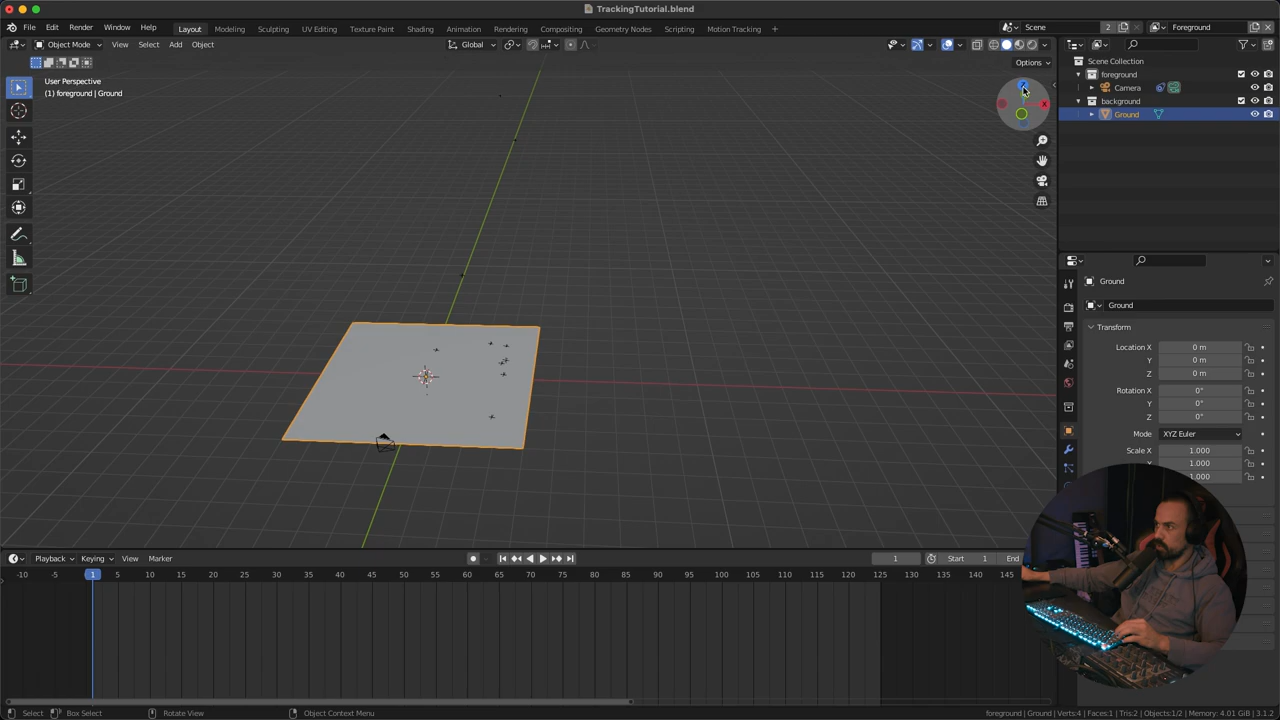 TrackingTutorial.blend
File Edit Render Window Help Layout Modeling Sculpting UV Editing Texture Paint Shading Animation Rendering Compositing Geometry Nodes Scripting Motion Tracking + Scene 2 Foreground
Object Mode View Select Add Object Global
Options
User Perspective
(1) foreground | Ground
Scene Collection
foreground
Camera
background
Ground
Ground
Ground
Transform
Location X 0 m
Y 0 m
Z 0 m
Rotation X 0°
Y 0°
Z 0°
Mode XYZ Euler
Scale X 1.000
1.000
1.000
Playback Keying View Marker 1 Start 1 End
-10 -5 1 5 10 15 20 25 30 35 40 45 50 55 60 65 70 75 80 85 90 95 100 105 110 115 120 125 130 135 140 145
Select Box Select Rotate View Object Context Menu foreground | Ground | Verts:4 | Faces:1 | Tris:2 | Objects:1/2 | Memory: 4.01 GiB | 3.1.2